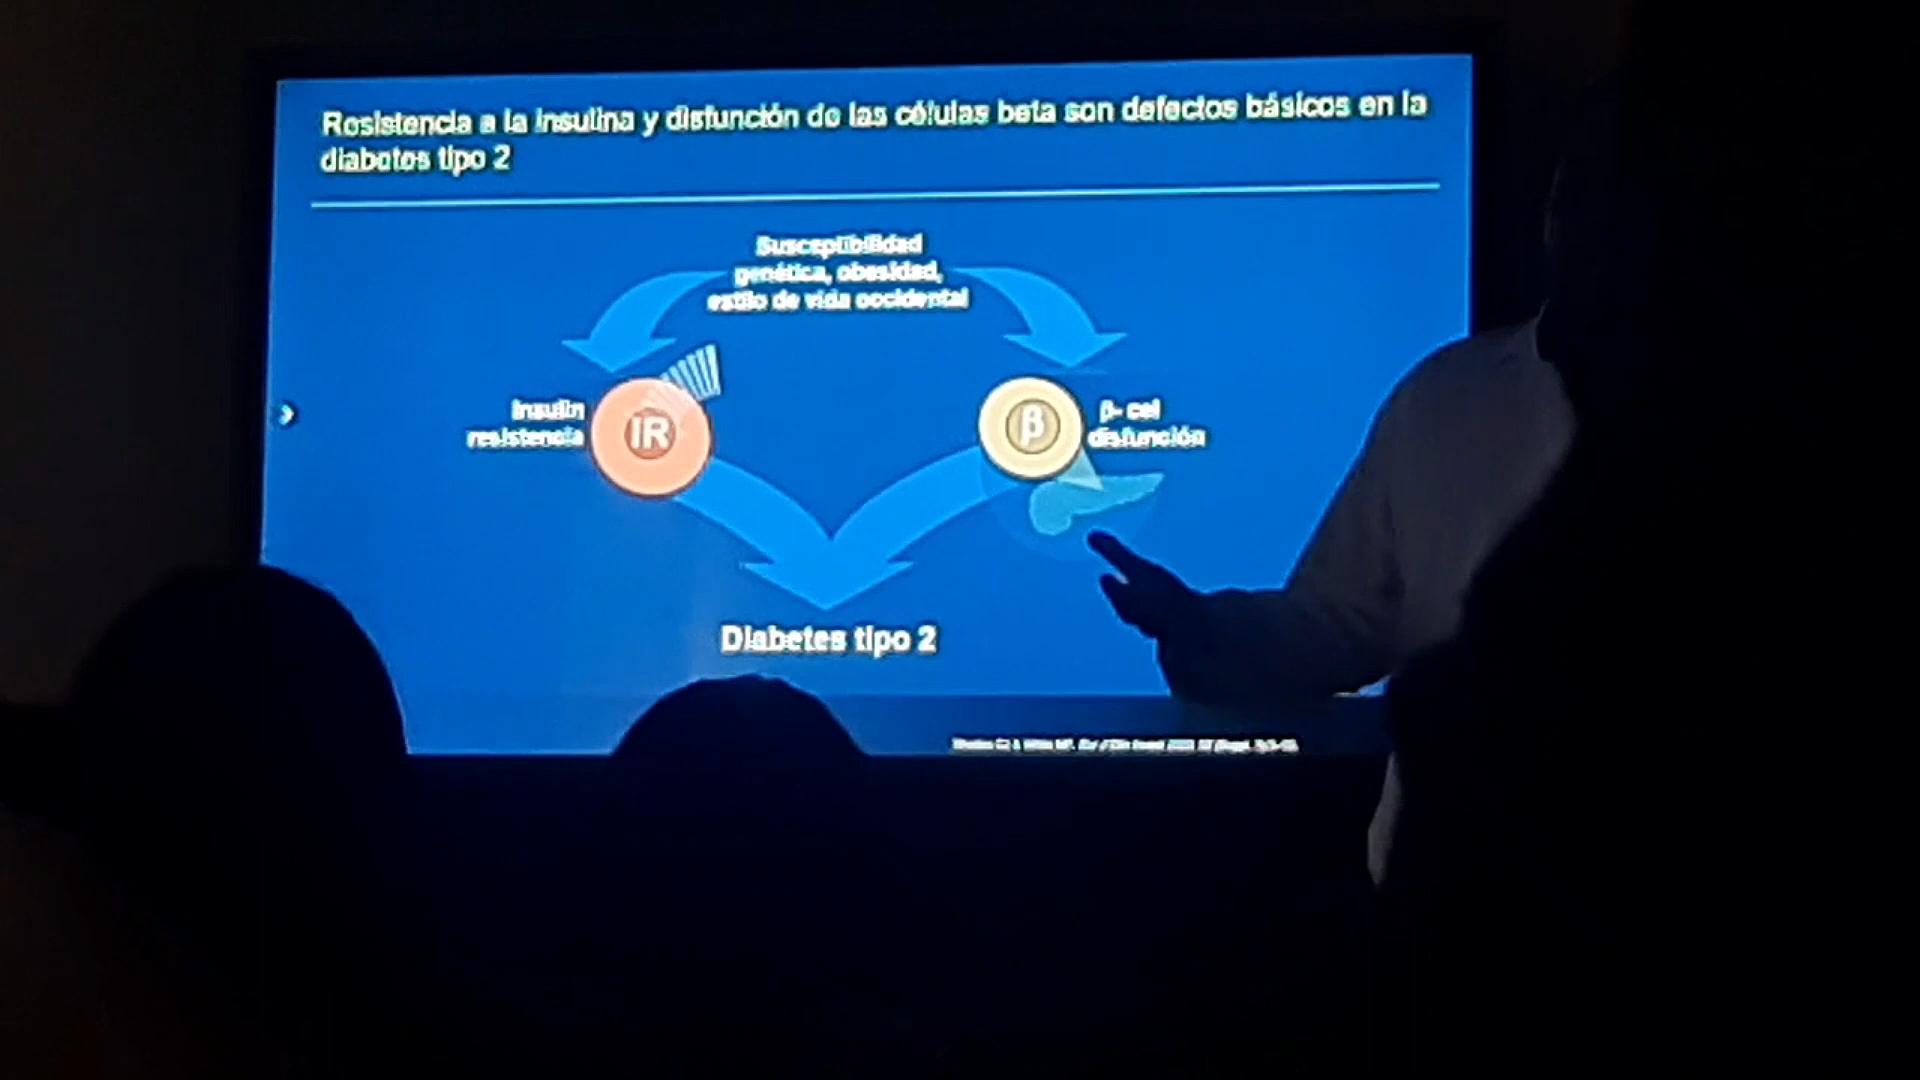 Resistencia a la insulina y disfunción de las células beta son defectos básicos en la
diabetes tipo 2
Susceptibilidad
genética, obesidad,
estilo de vida occidental
Insulin
resistencia
IR
β
β- cel
disfunción
Diabetes tipo 2